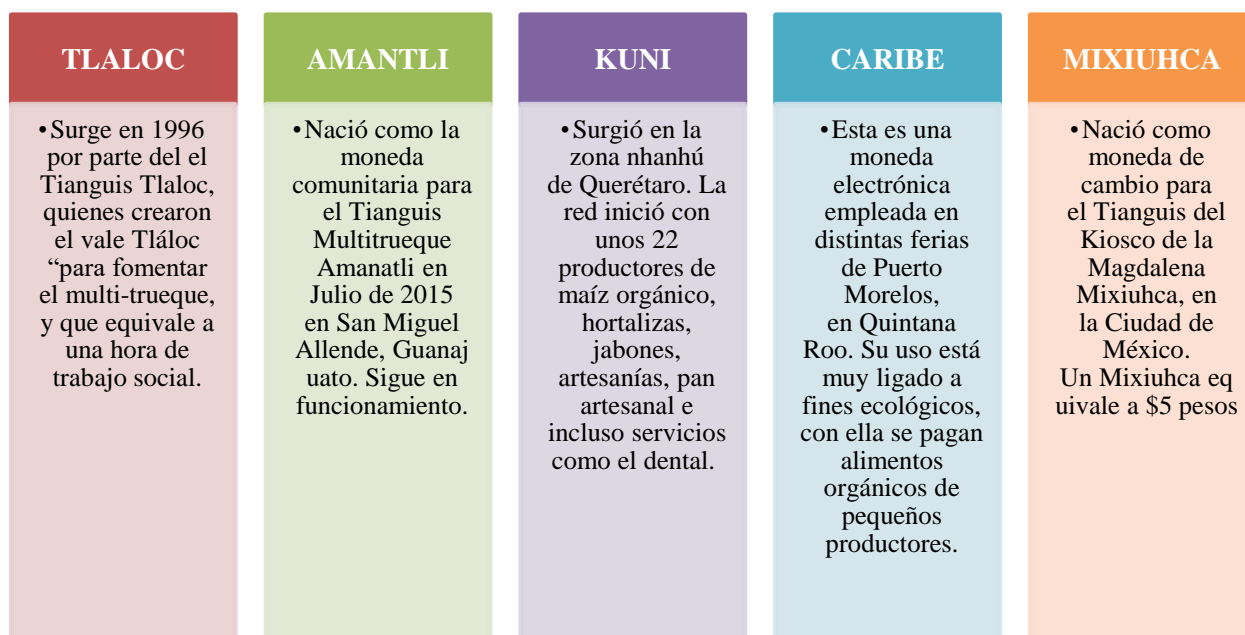 TLALOC
•Surge en 1996
por parte del el
Tianguis Tlaloc,
quienes crearon
el vale Tláloc
“para fomentar
el multi-trueque,
y que equivale a
una hora de
trabajo social.
AMANTLI
•Nació como la
moneda
comunitaria para
el Tianguis
Multitrueque
Amanatli en
Julio de 2015
en San Miguel
Allende, Guanaj
uato. Sigue en
funcionamiento.
KUNI
•Surgió en la
zona nhanhú
de Querétaro. La
red inició con
unos 22
productores de
maíz orgánico,
hortalizas,
jabones,
artesanías, pan
artesanal e
incluso servicios
como el dental.
CARIBE
•Esta es una
moneda
electrónica
empleada en
distintas ferias
de Puerto
Morelos,
en Quintana
Roo. Su uso está
muy ligado a
fines ecológicos,
con ella se pagan
alimentos
orgánicos de
pequeños
productores.
MIXIUHCA
•Nació como
moneda de
cambio para
el Tianguis del
Kiosco de la
Magdalena
Mixiuhca, en
la Ciudad de
México.
Un Mixiuhca eq
uivale a $5 pesos